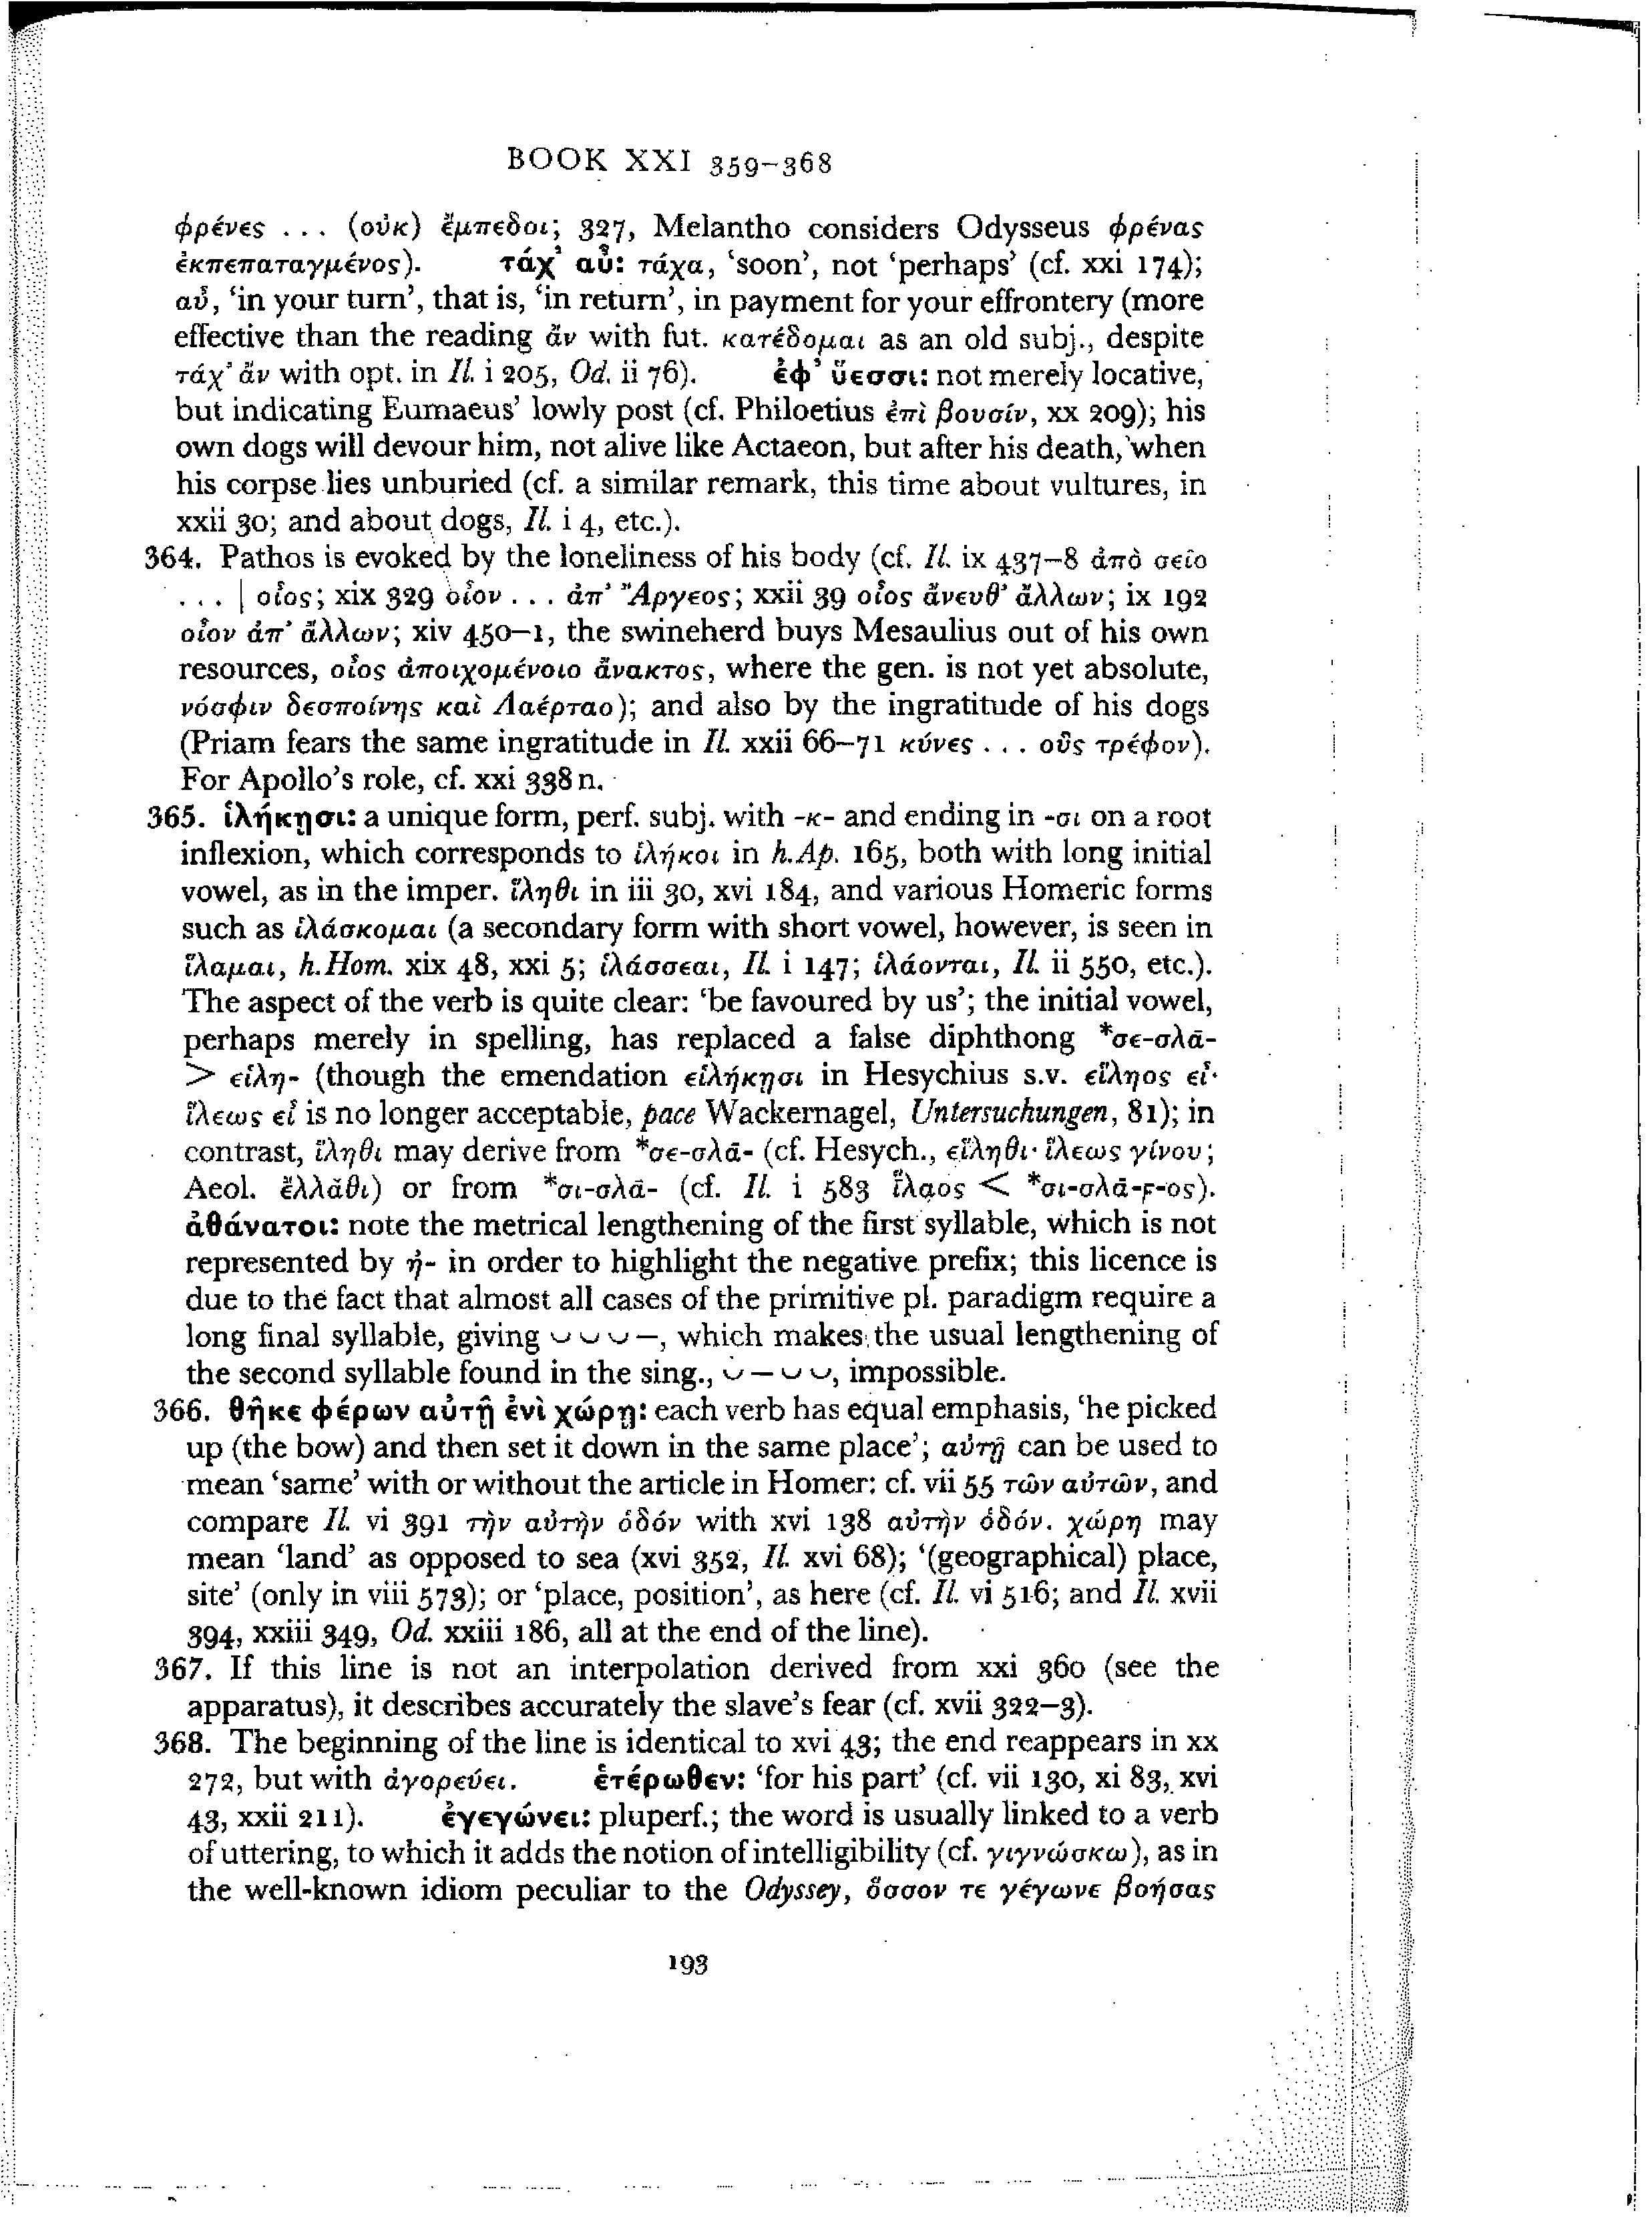 BOOK XXI 359–368
φρένες . . . (οὐκ) ἔμπεδοι; 327, Melantho considers Odysseus φρένας
ἐκπεπαταγμένος). τάχ’ αὖ: τάχα, ‘soon’, not ‘perhaps’ (cf. xxi 174);
αὖ, ‘in your turn’, that is, ‘in return’, in payment for your effrontery (more
effective than the reading ἄν with fut. κατέδομαι as an old subj., despite
τάχ’ ἄν with opt. in Il. i 205, Od. ii 76). ἐφ’ ὕεσσι: not merely locative,
but indicating Eumaeus’ lowly post (cf. Philoetius ἐπὶ βουσίν, xx 209); his
own dogs will devour him, not alive like Actaeon, but after his death, when
his corpse lies unburied (cf. a similar remark, this time about vultures, in
xxii 30; and about dogs, Il. i 4, etc.).
364. Pathos is evoked by the loneliness of his body (cf. Il. ix 437–8 ἀπὸ σεῖο
. . . | οἶος; xix 329 οἶον . . . ἀπ’ Ἄργεος; xxii 39 οἶος ἄνευθ’ ἄλλων; ix 192
οἶον ἀπ’ ἄλλων; xiv 450–1, the swineherd buys Mesaulius out of his own
resources, οἶος ἀποιχομένοιο ἄνακτος, where the gen. is not yet absolute,
νόσφιν δεσποίνης καὶ Λαέρταο); and also by the ingratitude of his dogs
(Priam fears the same ingratitude in Il. xxii 66–71 κύνες . . . οὓς τρέφον).
For Apollo’s role, cf. xxi 338 n.
365. ἱλήκησι: a unique form, perf. subj. with -κ- and ending in -σι on a root
inflexion, which corresponds to ἱλήκοι in h.Ap. 165, both with long initial
vowel, as in the imper. ἵληθι in iii 30, xvi 184, and various Homeric forms
such as ἱλάσκομαι (a secondary form with short vowel, however, is seen in
ἵλαμαι, h.Hom. xix 48, xxi 5; ἱλάσσεαι, Il. i 147; ἱλάονται, Il. ii 550, etc.).
The aspect of the verb is quite clear: ‘be favoured by us’; the initial vowel,
perhaps merely in spelling, has replaced a false diphthong *σε-σλᾱ-
> εἱλη- (though the emendation εἱλήκησι in Hesychius s.v. εἵληος εἶ·
ἵλεως εἶ is no longer acceptable, pace Wackernagel, Untersuchungen, 81); in
contrast, ἵληθι may derive from *σε-σλᾱ- (cf. Hesych., εἵληθι· ἵλεως γίνου;
Aeol. ἔλλᾱθι) or from *σι-σλᾱ- (cf. Il. i 583 ἵλᾱος < *σι-σλᾱ-ϝ-ος).
ἀθάνατοι: note the metrical lengthening of the first syllable, which is not
represented by ἠ- in order to highlight the negative prefix; this licence is
due to the fact that almost all cases of the primitive pl. paradigm require a
long final syllable, giving ⏑⏑⏑–, which makes the usual lengthening of
the second syllable found in the sing., ⏑–⏑⏑, impossible.
366. θῆκε φέρων αὐτῇ ἐνὶ χώρῃ: each verb has equal emphasis, ‘he picked
up (the bow) and then set it down in the same place’; αὐτῇ can be used to
mean ‘same’ with or without the article in Homer: cf. vii 55 τῶν αὐτῶν, and
compare Il. vi 391 τὴν αὐτὴν ὁδόν with xvi 138 αὐτὴν ὁδόν. χώρη may
mean ‘land’ as opposed to sea (xvi 352, Il. xvi 68); ‘(geographical) place,
site’ (only in viii 573); or ‘place, position’, as here (cf. Il. vi 516; and Il. xvii
394, xxiii 349, Od. xxiii 186, all at the end of the line).
367. If this line is not an interpolation derived from xxi 360 (see the
apparatus), it describes accurately the slave’s fear (cf. xvii 322–3).
368. The beginning of the line is identical to xvi 43; the end reappears in xx
272, but with ἀγορεύει. ἑτέρωθεν: ‘for his part’ (cf. vii 130, xi 83, xvi
43, xxii 211). ἐγεγώνει: pluperf.; the word is usually linked to a verb
of uttering, to which it adds the notion of intelligibility (cf. γιγνώσκω), as in
the well-known idiom peculiar to the Odyssey, ὅσσον τε γέγωνε βοήσας
193